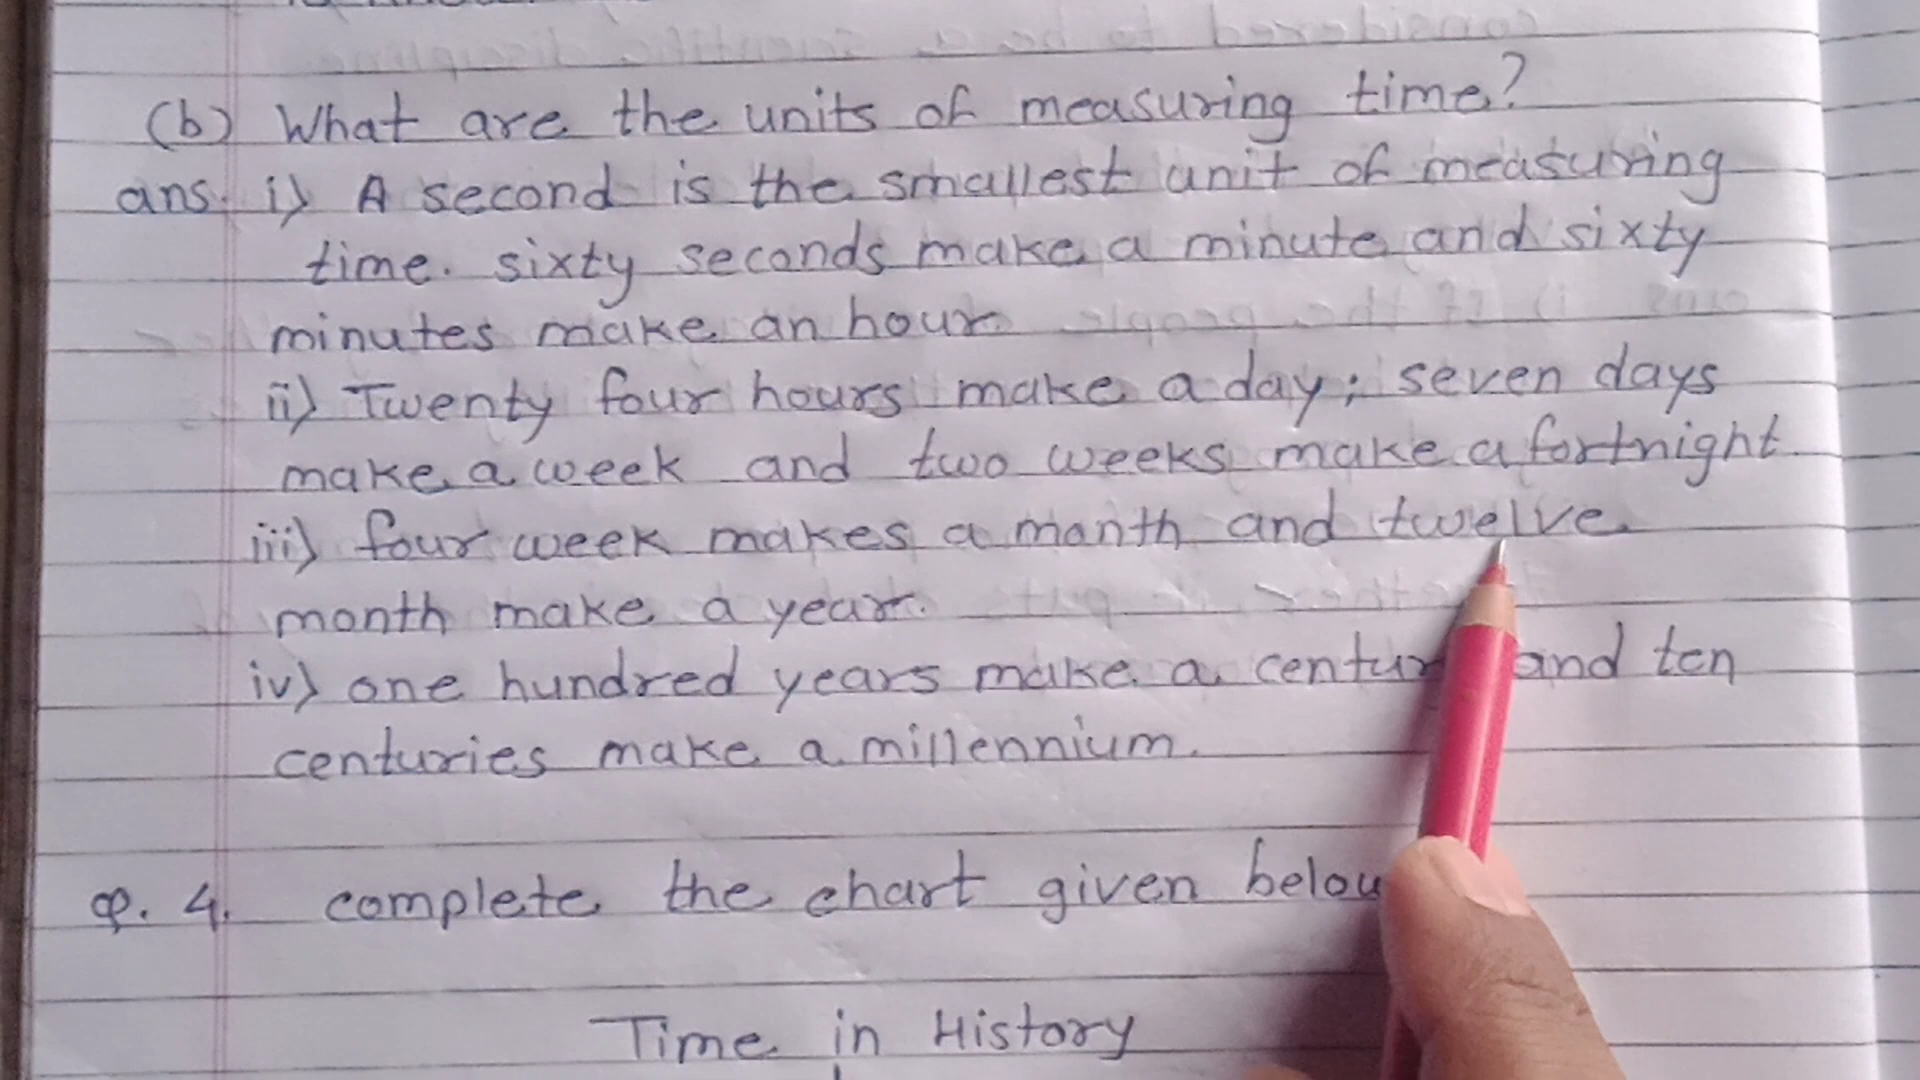 (b) What are the units of measuring time?
ans. i) A second is the smallest unit of measuring
time. sixty seconds make a minute and sixty
minutes make an hour
ii) Twenty four hours make a day; seven days
make a week and two weeks make a fortnight
iii) four week makes a month and twelve
month make a year.
iv) one hundred years make a century and ten
centuries make a millennium.
Q. 4. complete the chart given below
Time in History